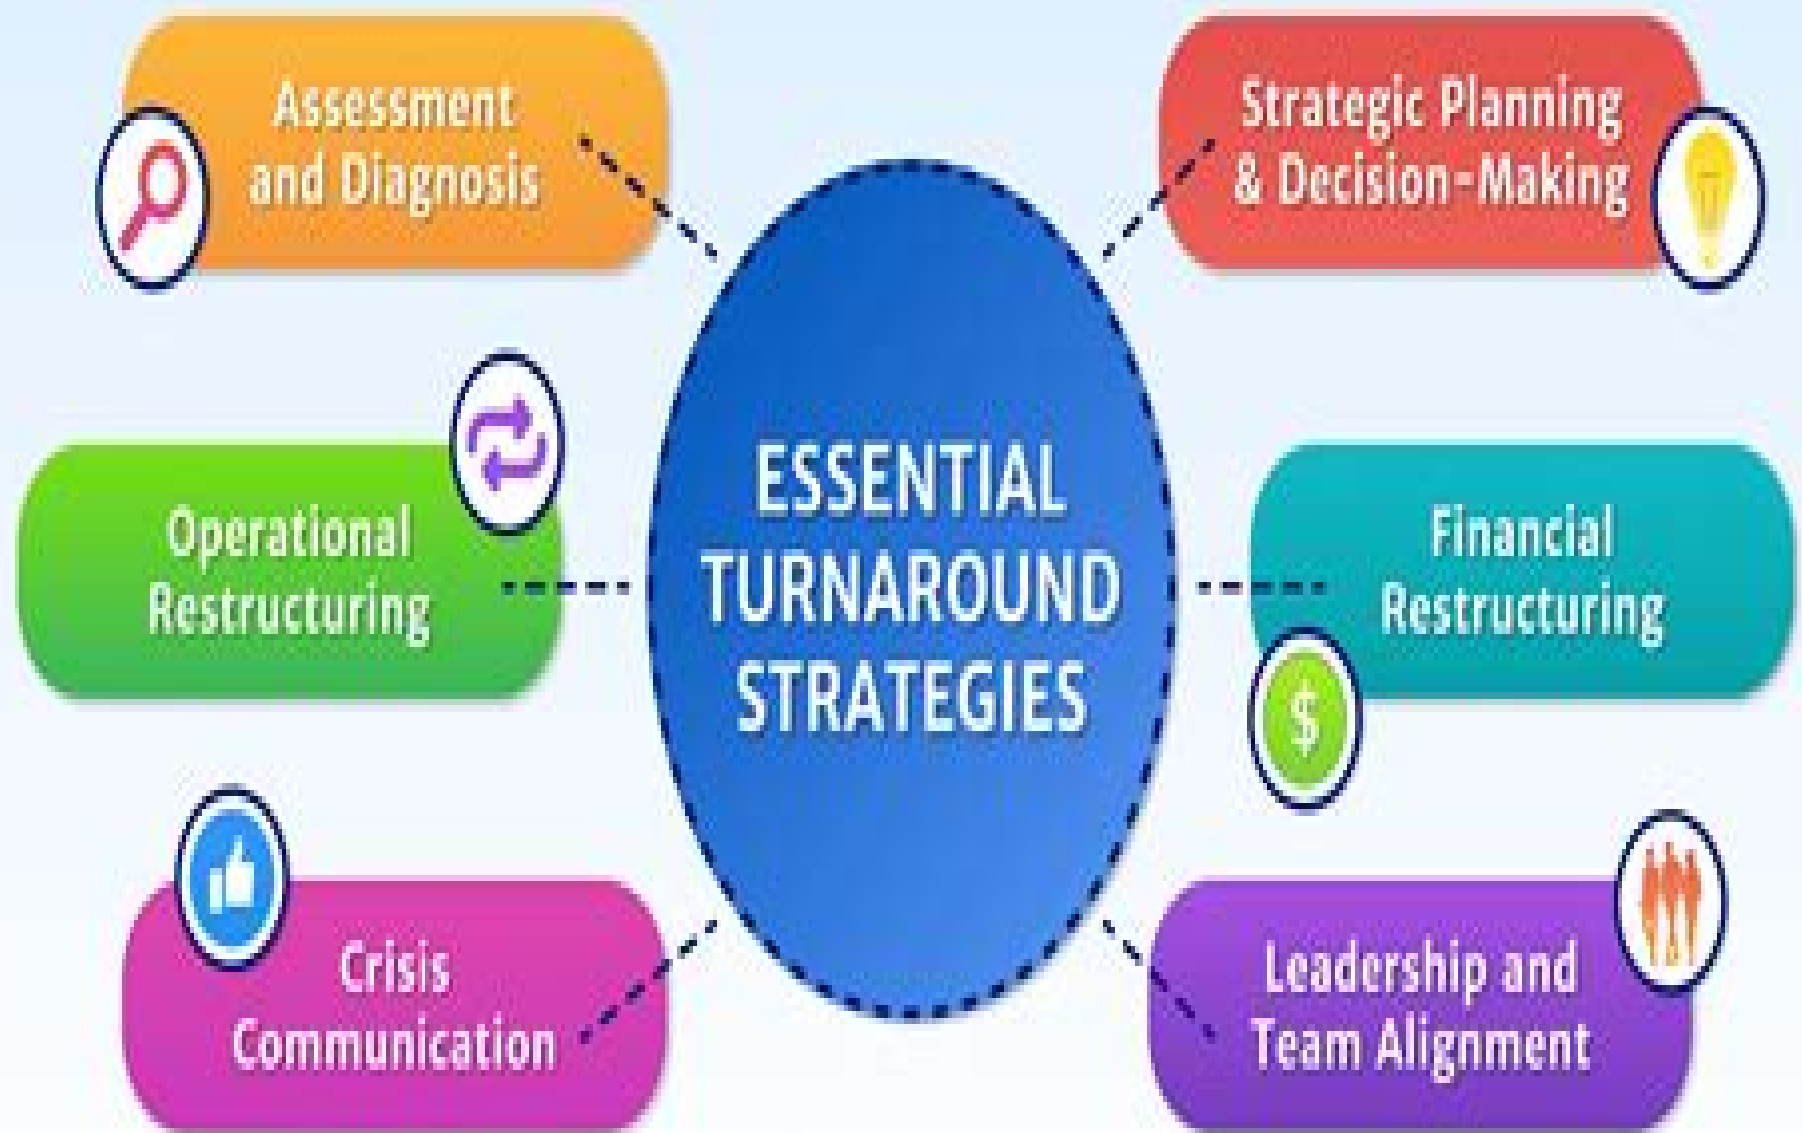 Assessment
and Diagnosis
Strategic Planning
& Decision-Making
ESSENTIAL
TURNAROUND
STRATEGIES
Operational
Restructuring
Financial
Restructuring
$
Crisis
Communication
Leadership and
Team Alignment